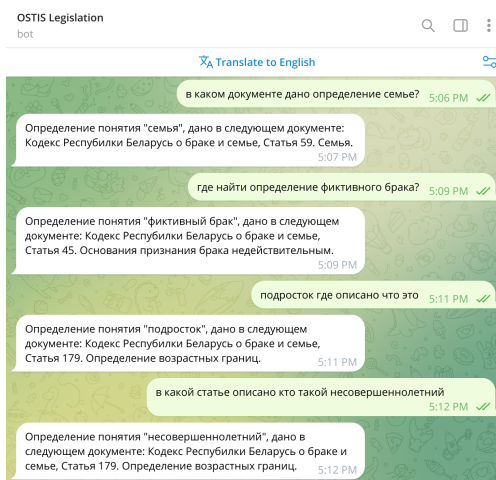 OSTIS Legislation
bot
Translate to English
в каком документе дано определение семье? 5:06 PM
Определение понятия "семья", дано в следующем документе:
Кодекс Республики Беларусь о браке и семье, Статья 59. Семья.
5:07 PM
где найти определение фиктивного брака? 5:09 PM
Определение понятия "фиктивный брак", дано в следующем
документе: Кодекс Республики Беларусь о браке и семье,
Статья 45. Основания признания брака недействительным.
5:09 PM
подросток где описано что это 5:11 PM
Определение понятия "подросток", дано в следующем
документе: Кодекс Республики Беларусь о браке и семье,
Статья 179. Определение возрастных границ. 5:11 PM
в какой статье описано кто такой несовершеннолетний
5:12 PM
Определение понятия "несовершеннолетний", дано в
следующем документе: Кодекс Республики Беларусь о браке и
семье, Статья 179. Определение возрастных границ. 5:12 PM